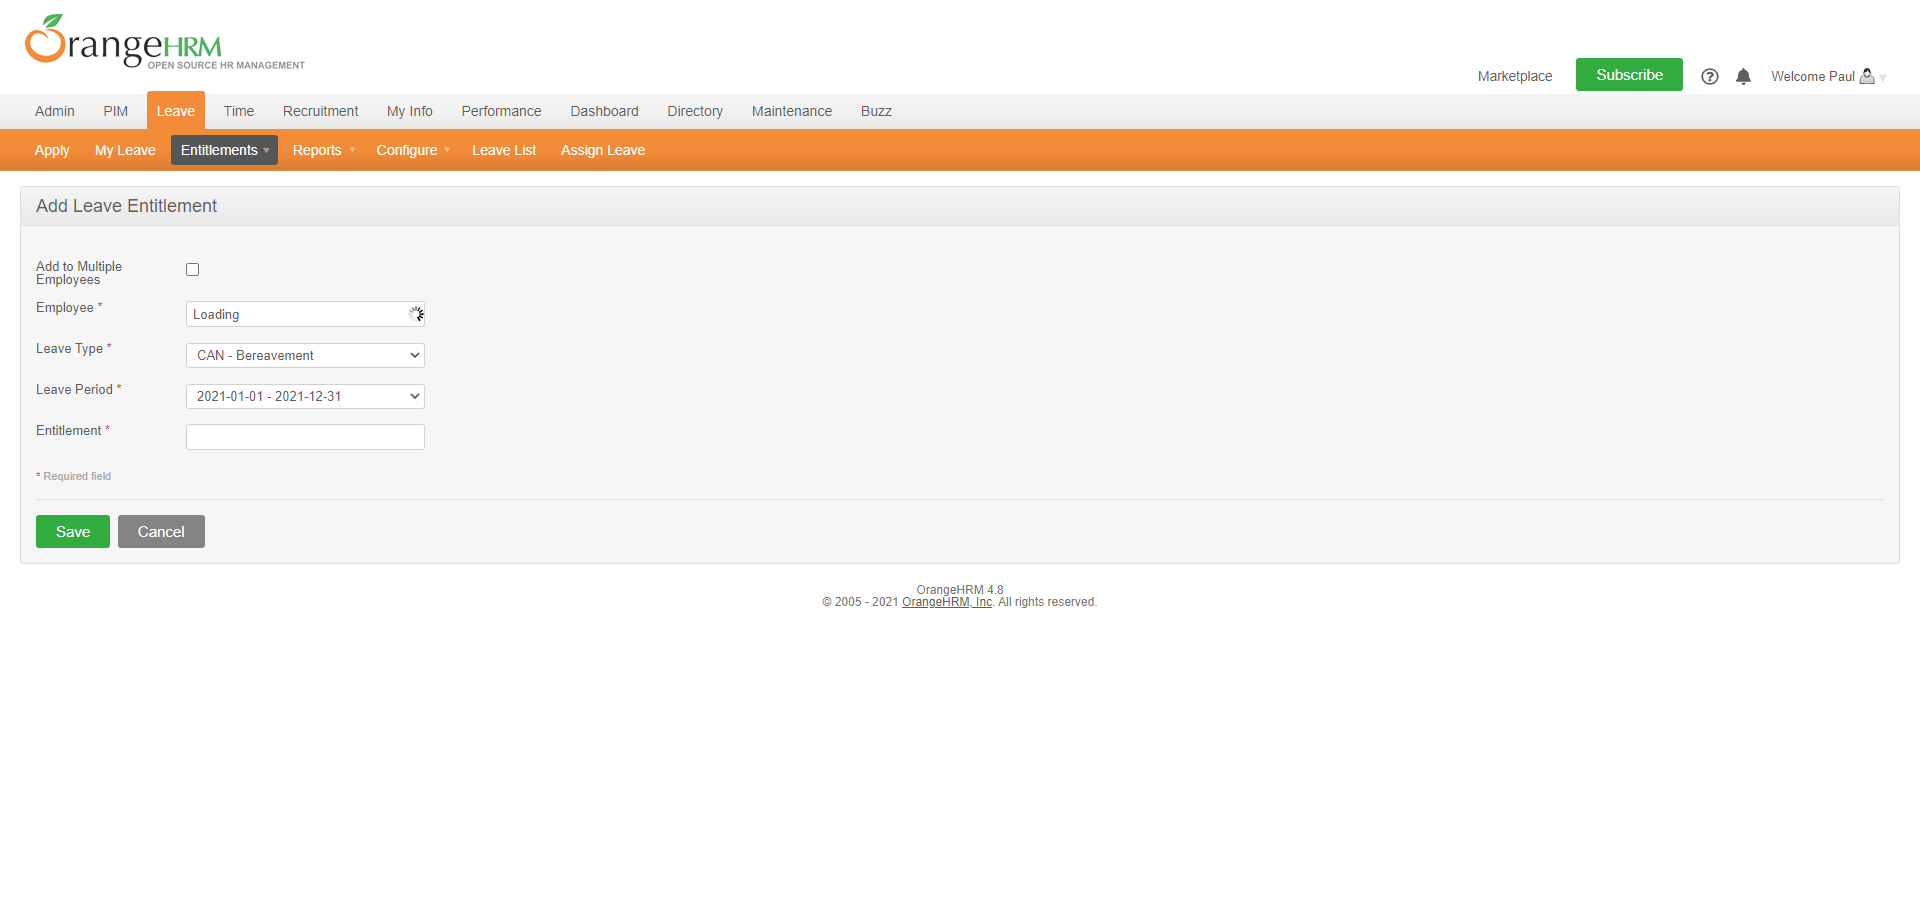 OrangeHRM
OPEN SOURCE HR MANAGEMENT
Marketplace
Subscribe
Welcome Paul
Admin PIM Leave Time Recruitment My Info Performance Dashboard Directory Maintenance Buzz
Apply My Leave Entitlements Reports Configure Leave List Assign Leave
Add Leave Entitlement
Add to Multiple
Employees
Employee *
Loading
Leave Type *
CAN - Bereavement
Leave Period *
2021-01-01 - 2021-12-31
Entitlement *
* Required field
Save Cancel
OrangeHRM 4.8
© 2005 - 2021 OrangeHRM, Inc. All rights reserved.